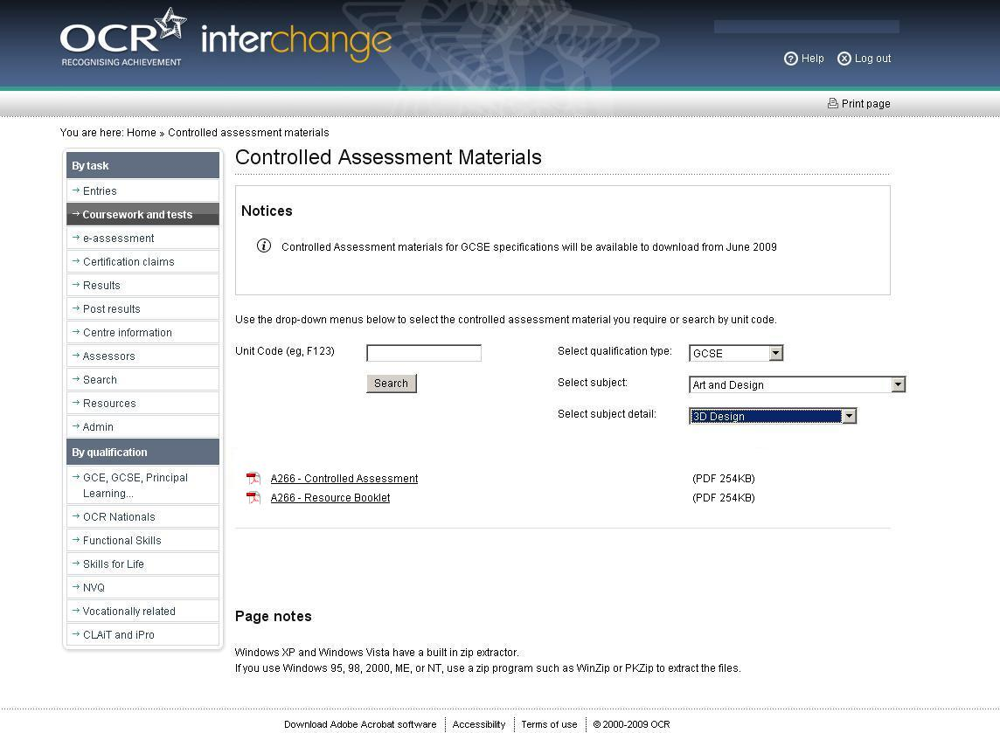 OCR
RECOGNISING ACHIEVEMENT
interchange
Help
Log out
Print page
You are here: Home » Controlled assessment materials
By task
Entries
Coursework and tests
e-assessment
Certification claims
Results
Post results
Centre information
Assessors
Search
Resources
Admin
By qualification
GCE, GCSE, Principal
Learning...
OCR Nationals
Functional Skills
Skills for Life
NVQ
Vocationally related
CLAiT and iPro
Controlled Assessment Materials
Notices
Controlled Assessment materials for GCSE specifications will be available to download from June 2009
Use the drop-down menus below to select the controlled assessment material you require or search by unit code.
Unit Code (eg, F123)
Search
Select qualification type: GCSE
Select subject: Art and Design
Select subject detail: 3D Design
A266 - Controlled Assessment (PDF 254KB)
A266 - Resource Booklet (PDF 254KB)
Page notes
Windows XP and Windows Vista have a built in zip extractor.
If you use Windows 95, 98, 2000, ME, or NT, use a zip program such as WinZip or PKZip to extract the files.
Download Adobe Acrobat software Accessibility Terms of use © 2000-2009 OCR